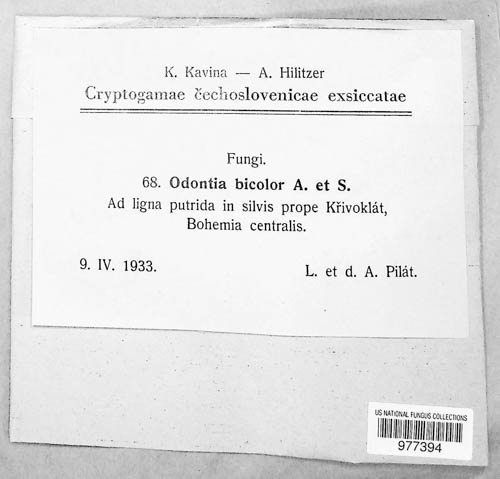 K. Kavina — A. Hilitzer
Cryptogamae čechoslovenicae exsiccatae
Fungi.
68. Odontia bicolor A. et S.
Ad ligna putrida in silvis prope Křivoklát,
Bohemia centralis.
9. IV. 1933. L. et d. A. Pilát.
US NATIONAL FUNGUS COLLECTIONS
977394